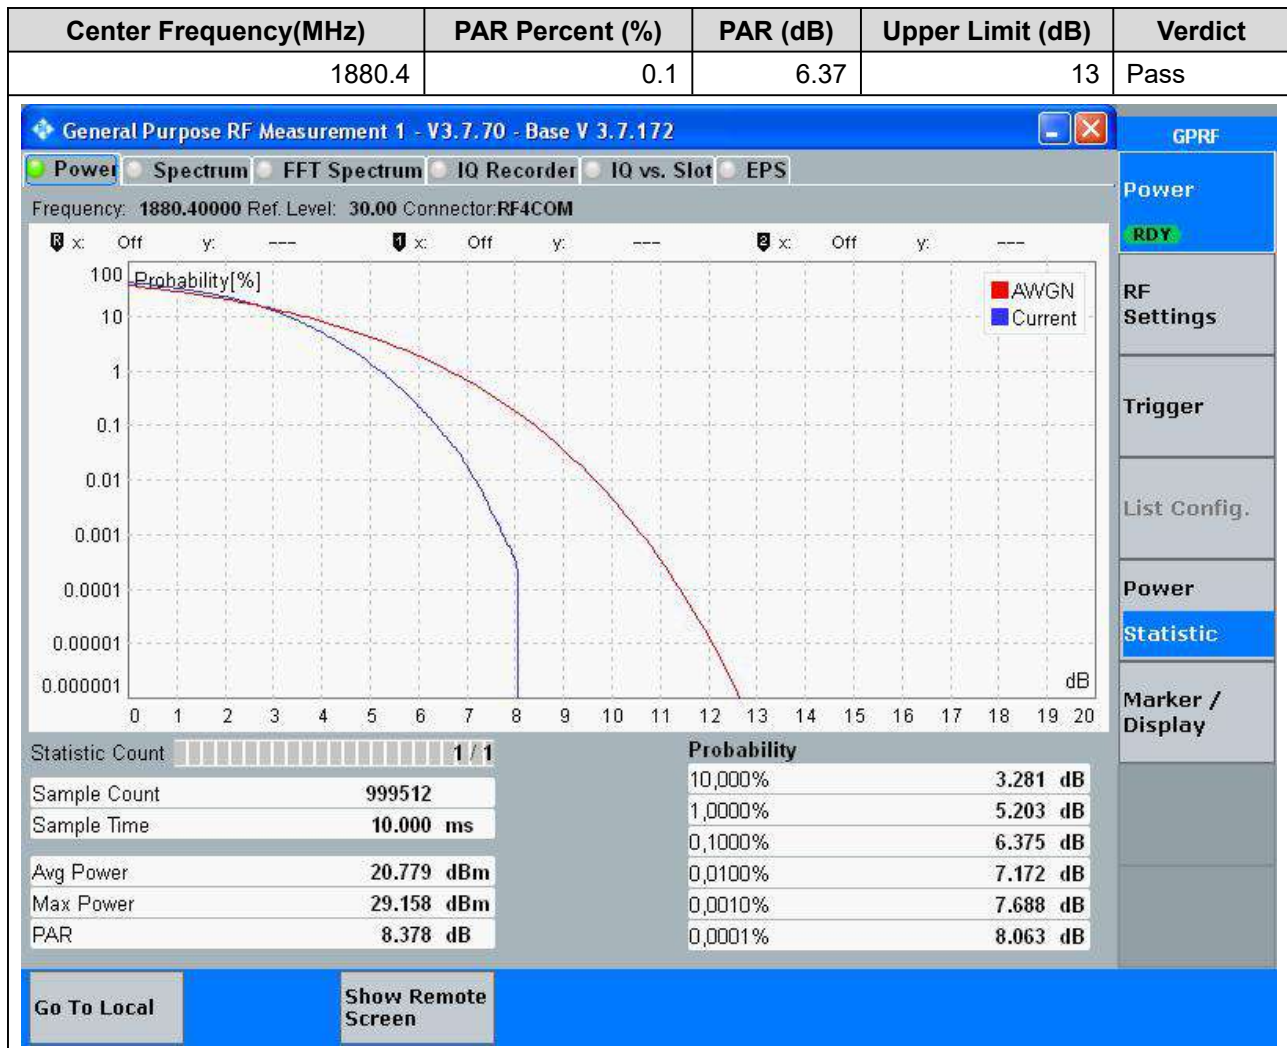 Center Frequency(MHz) PAR Percent (%) PAR (dB) Upper Limit (dB) Verdict
1880.4 0.1 6.37 13 Pass
General Purpose RF Measurement 1 - V3.7.70 - Base V 3.7.172
GPRF
Power Spectrum FFT Spectrum IQ Recorder IQ vs. Slot EPS
Power
RDY
Frequency: 1880.40000 Ref. Level: 30.00 Connector:RF4COM
R x: Off y: --- 1 x: Off y: --- 2 x: Off y: ---
Probability[%]
AWGN
Current
100
10
1
0.1
0.01
0.001
0.0001
0.00001
0.000001
dB
0 1 2 3 4 5 6 7 8 9 10 11 12 13 14 15 16 17 18 19 20
RF
Settings
Trigger
List Config.
Power
Statistic
Marker /
Display
Statistic Count 1 / 1
Sample Count 999512
Sample Time 10.000 ms
Avg Power 20.779 dBm
Max Power 29.158 dBm
PAR 8.378 dB
Probability
10,000% 3.281 dB
1,0000% 5.203 dB
0,1000% 6.375 dB
0,0100% 7.172 dB
0,0010% 7.688 dB
0,0001% 8.063 dB
Go To Local
Show Remote
Screen